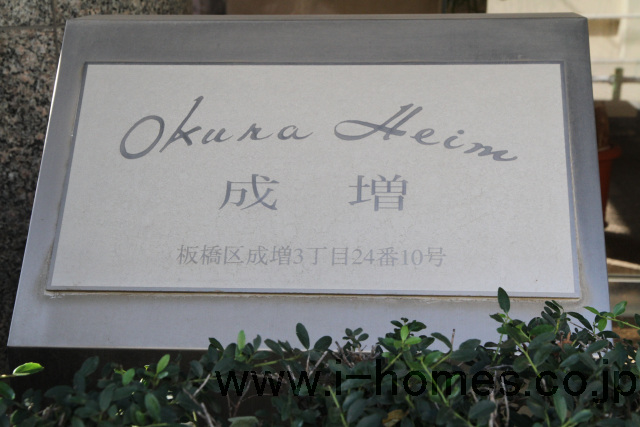 Okura Heim
成増
板橋区成増3丁目24番10号
www.i-homes.co.jp